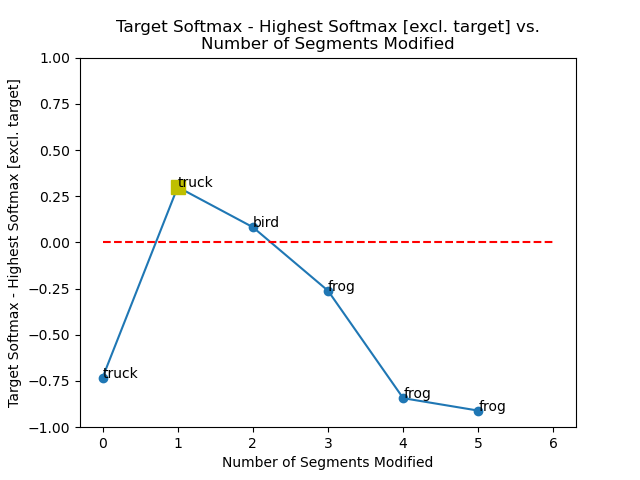 Target Softmax - Highest Softmax [excl. target] vs.
Number of Segments Modified
Target Softmax - Highest Softmax [excl. target]
1.00
0.75
0.50
0.25
0.00
−0.25
−0.50
−0.75
−1.00
truck
truck
bird
frog
frog
frog
0 1 2 3 4 5 6
Number of Segments Modified